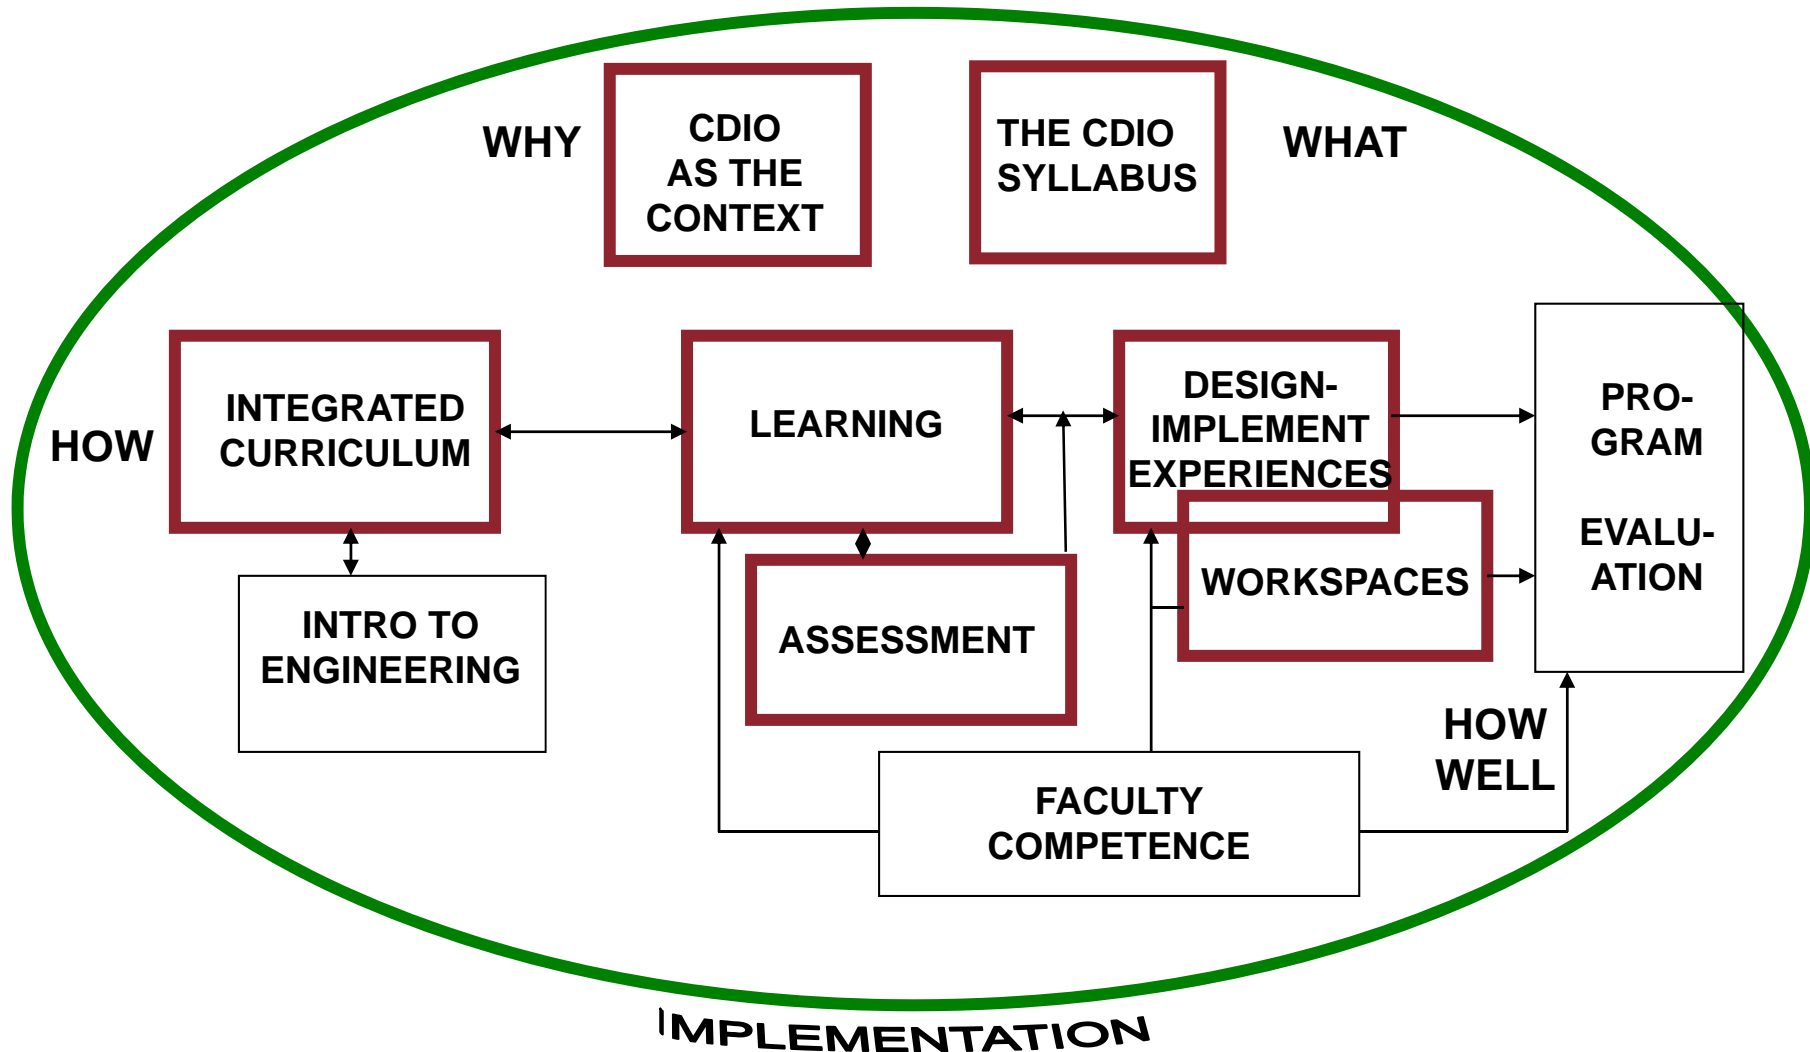 WHY
CDIO
AS THE
CONTEXT
THE CDIO
SYLLABUS
WHAT
HOW
INTEGRATED
CURRICULUM
LEARNING
DESIGN-
IMPLEMENT
EXPERIENCES
PRO-
GRAM
EVALU-
ATION
INTRO TO
ENGINEERING
ASSESSMENT
WORKSPACES
HOW
WELL
FACULTY
COMPETENCE
IMPLEMENTATION